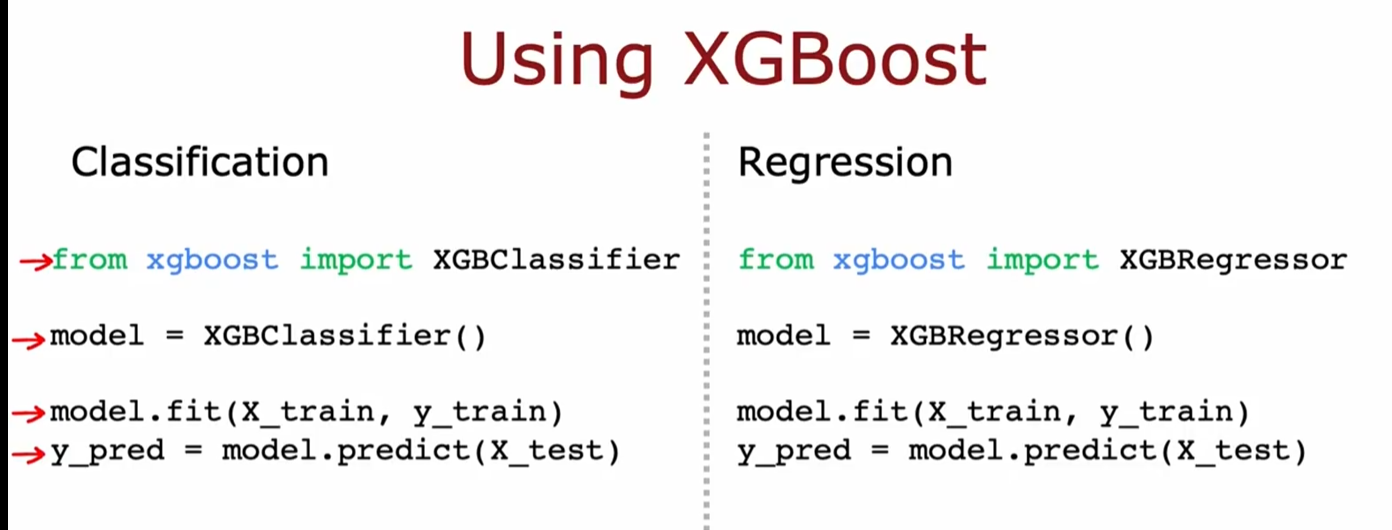 Using XGBoost
Classification
from xgboost import XGBClassifier
model = XGBClassifier()
model.fit(X_train, y_train)
y_pred = model.predict(X_test)
Regression
from xgboost import XGBRegressor
model = XGBRegressor()
model.fit(X_train, y_train)
y_pred = model.predict(X_test)